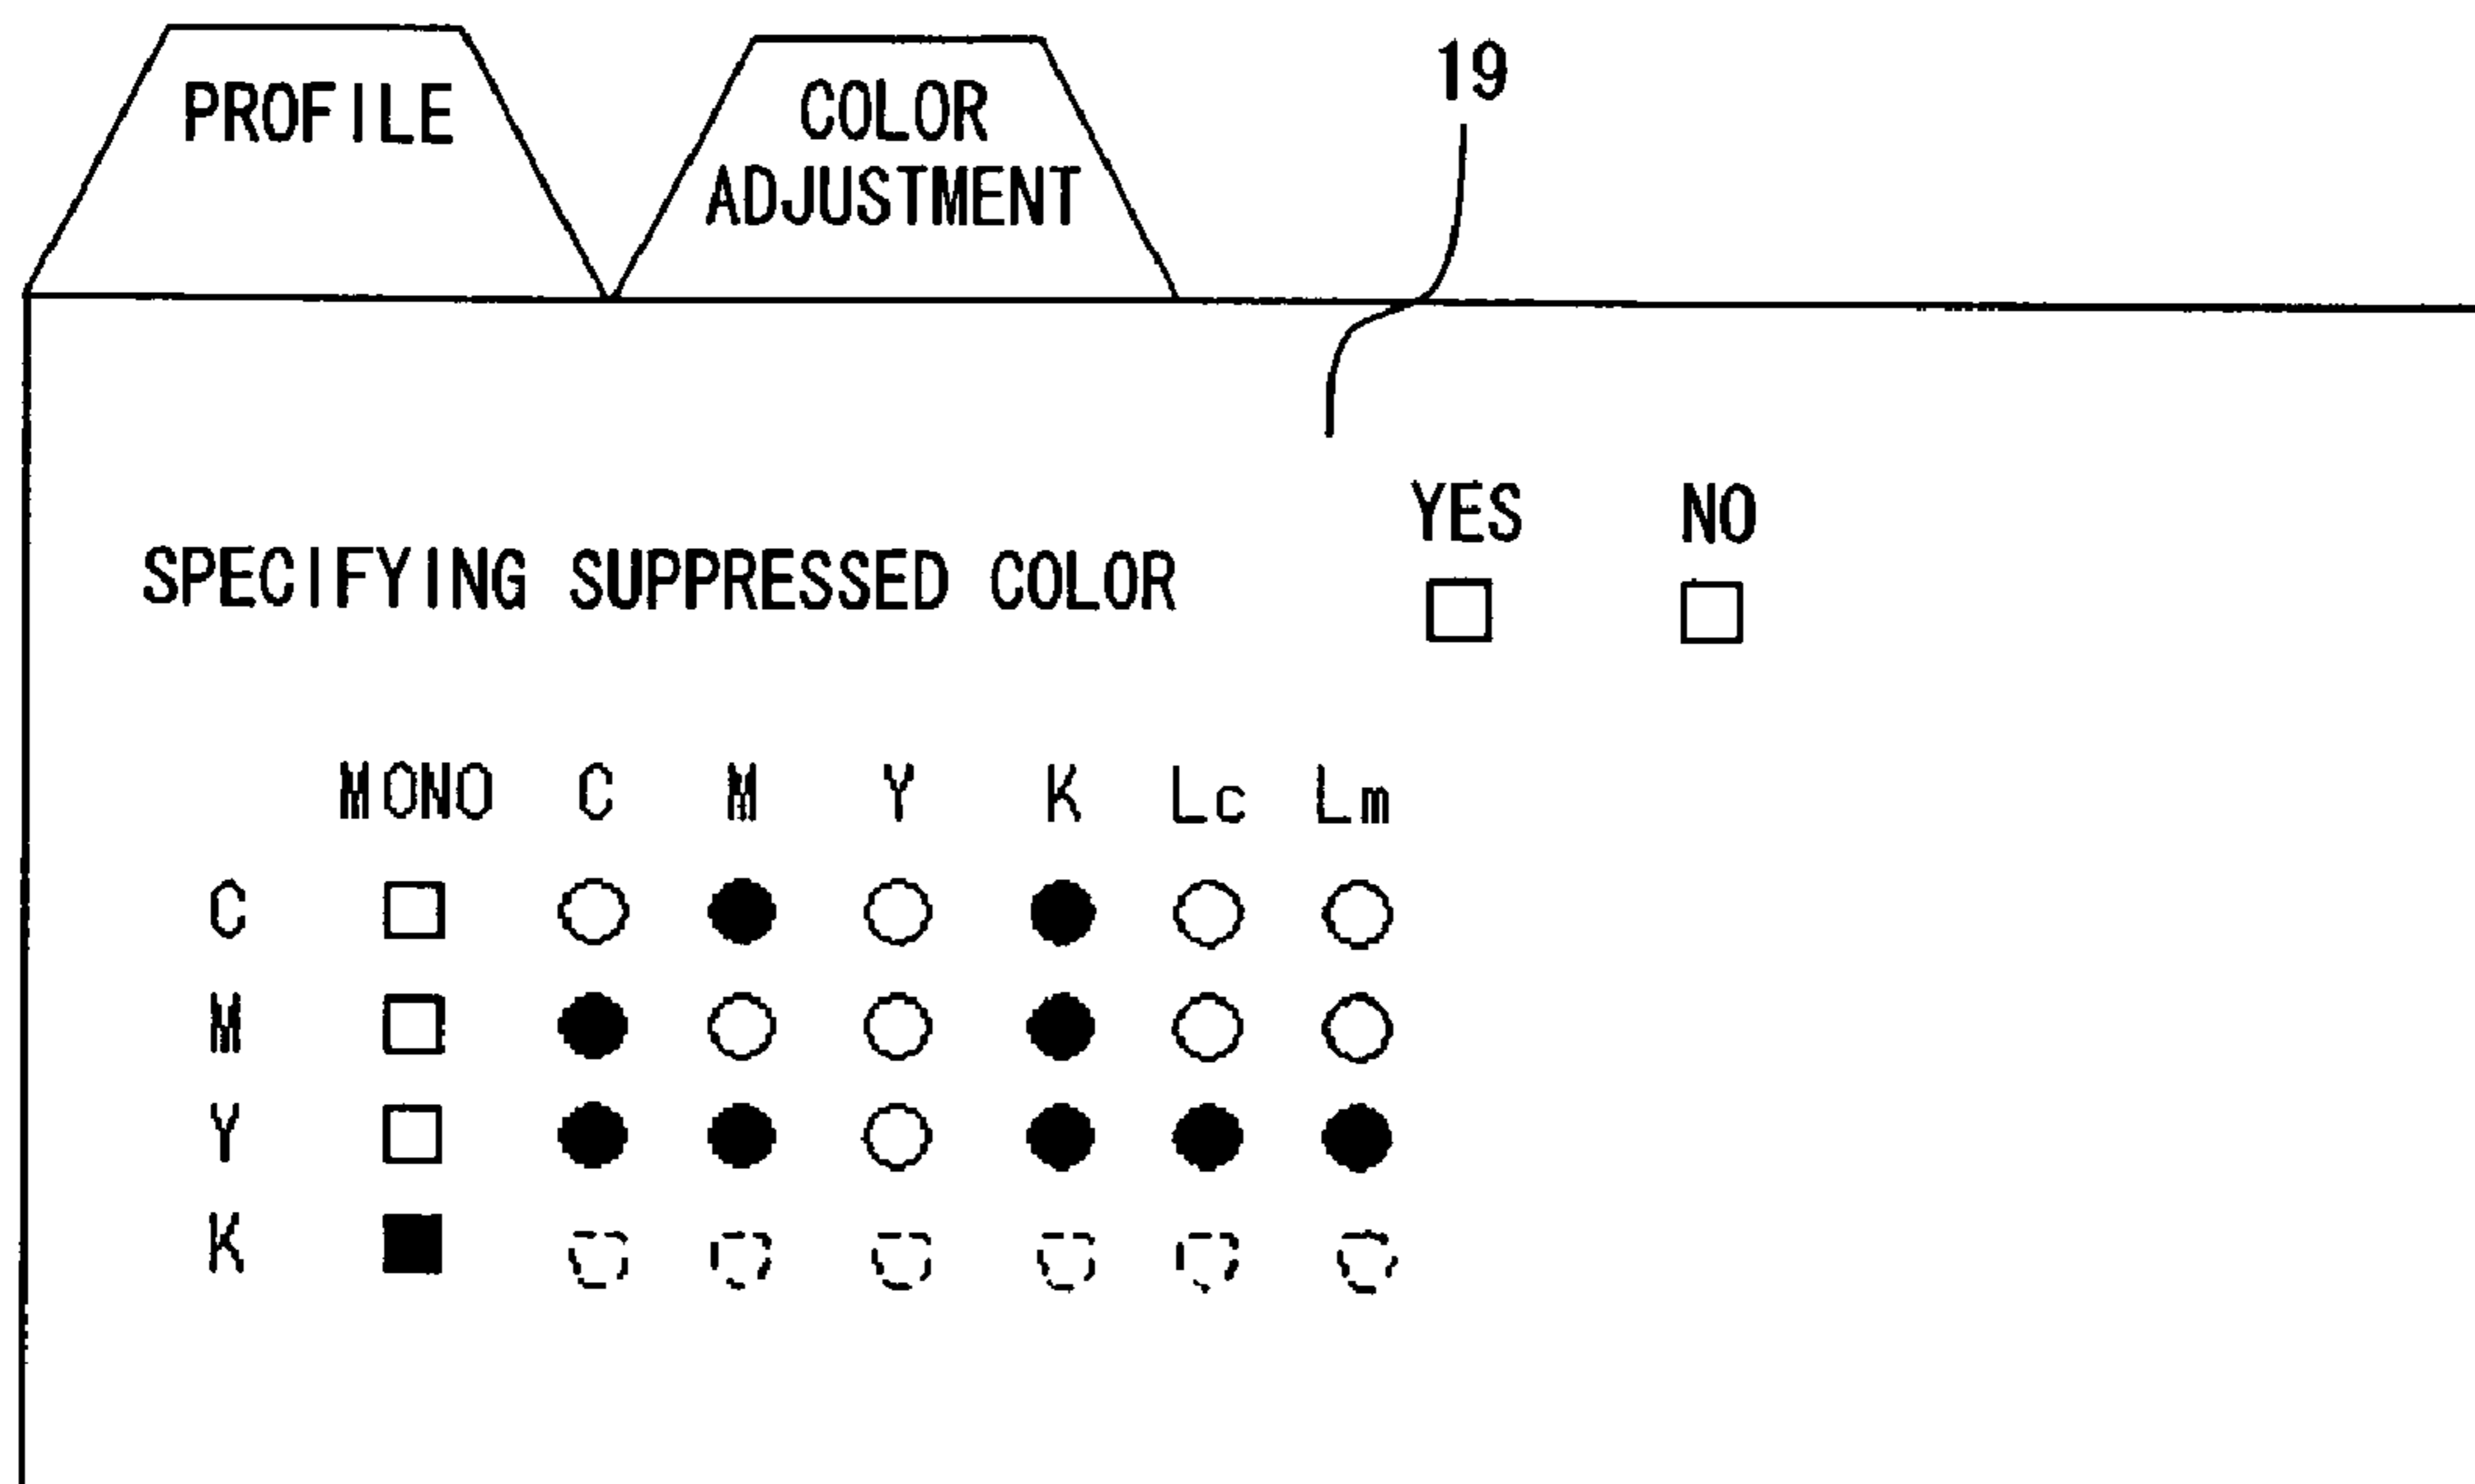 PROFILE
COLOR
ADJUSTMENT
19
YES NO
SPECIFYING SUPPRESSED COLOR
MONO C M Y K Lc Lm
C
M
Y
K